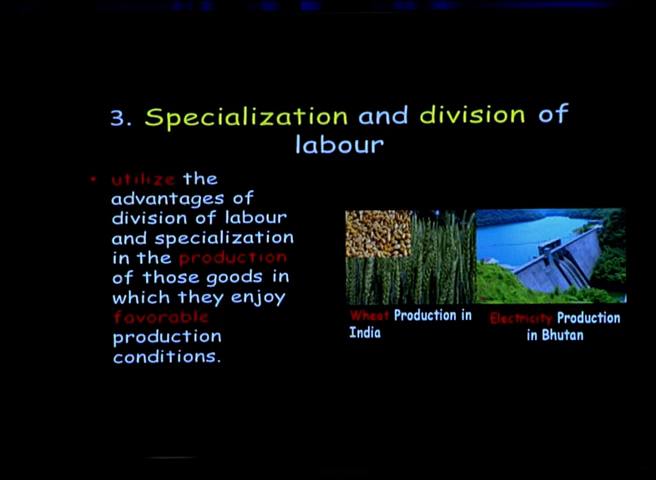 3. Specialization and division of
labour
• utilize the
advantages of
division of labour
and specialization
in the production
of those goods in
which they enjoy
favorable
production
conditions.
Wheat Production in
India
Electricity Production
in Bhutan